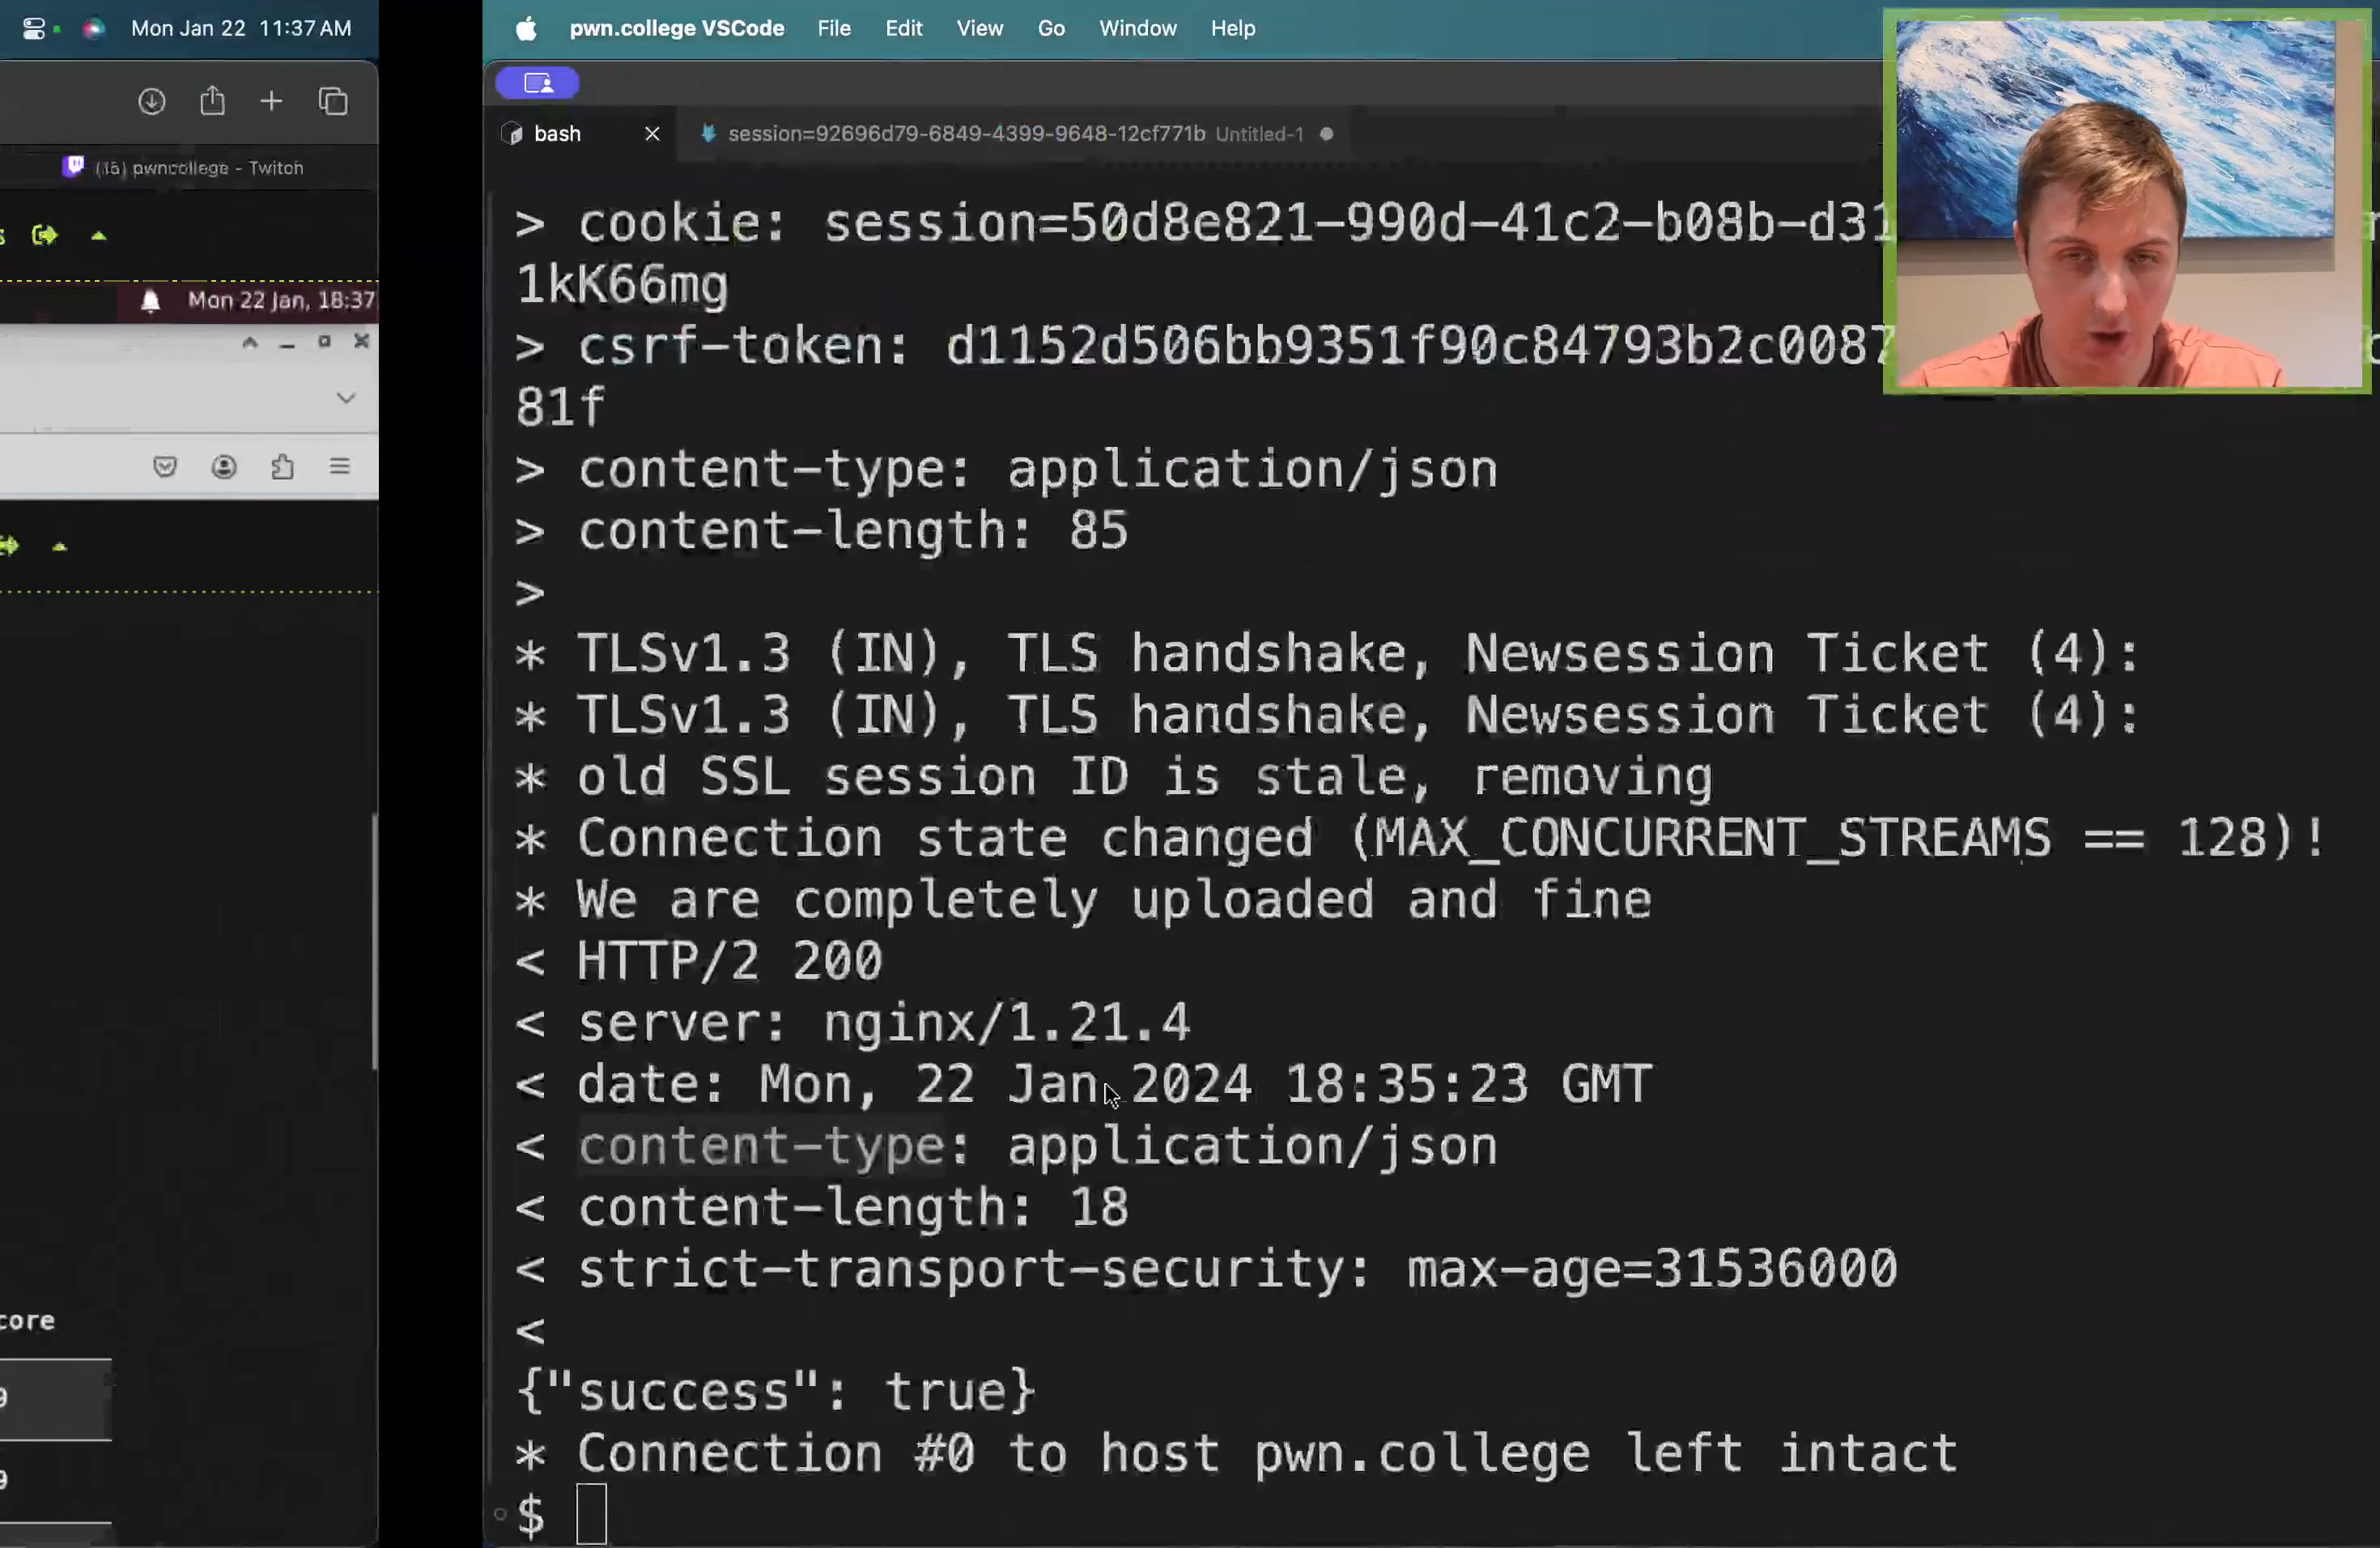 Mon Jan 22 11:37 AM
pwn.college VSCode File Edit View Go Window Help
(15) pwncollege - Twitch
Mon 22 Jan, 18:37
core
bash
session=92696d79-6849-4399-9648-12cf771b Untitled-1
> cookie: session=50d8e821-990d-41c2-b08b-d31
1kK66mg
> csrf-token: d1152d506bb9351f90c84793b2c0087
81f
> content-type: application/json
> content-length: 85
>
* TLSv1.3 (IN), TLS handshake, Newsession Ticket (4):
* TLSv1.3 (IN), TLS handshake, Newsession Ticket (4):
* old SSL session ID is stale, removing
* Connection state changed (MAX_CONCURRENT_STREAMS == 128)!
* We are completely uploaded and fine
< HTTP/2 200
< server: nginx/1.21.4
< date: Mon, 22 Jan 2024 18:35:23 GMT
< content-type: application/json
< content-length: 18
< strict-transport-security: max-age=31536000
<
{"success": true}
* Connection #0 to host pwn.college left intact
$